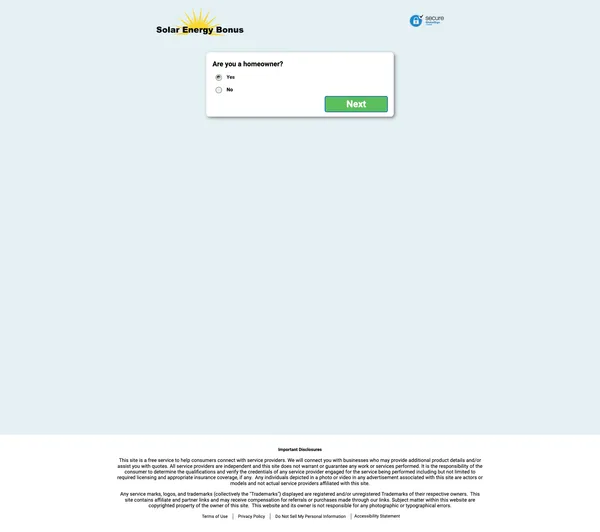 Solar Energy Bonus
secure
Are you a homeowner?
Yes
No
Next
Important Disclosures
This site is a free service to help consumers connect with service providers. We will connect you with businesses who may provide additional product details and/or
assist you with quotes. All service providers are independent and this site does not warrant or guarantee any work or services performed. It is the responsibility of the
consumer to determine the qualifications and verify the credentials of any service provider engaged for the service being performed including but not limited to
required licensing and appropriate insurance coverage, if any. Any individuals depicted in a photo or video in any advertisement associated with this site are actors or
models and not actual service providers affiliated with this site.
Any service marks, logos, and trademarks (collectively the "Trademarks") displayed are registered and/or unregistered Trademarks of their respective owners. This
site contains affiliate and partner links and may receive compensation for referrals or purchases made through our links. Subject matter within this website are
copyrighted property of the owner of this site. This website and its owner is not responsible for any photographic or typographical errors.
Terms of Use | Privacy Policy | Do Not Sell My Personal Information | Accessibility Statement